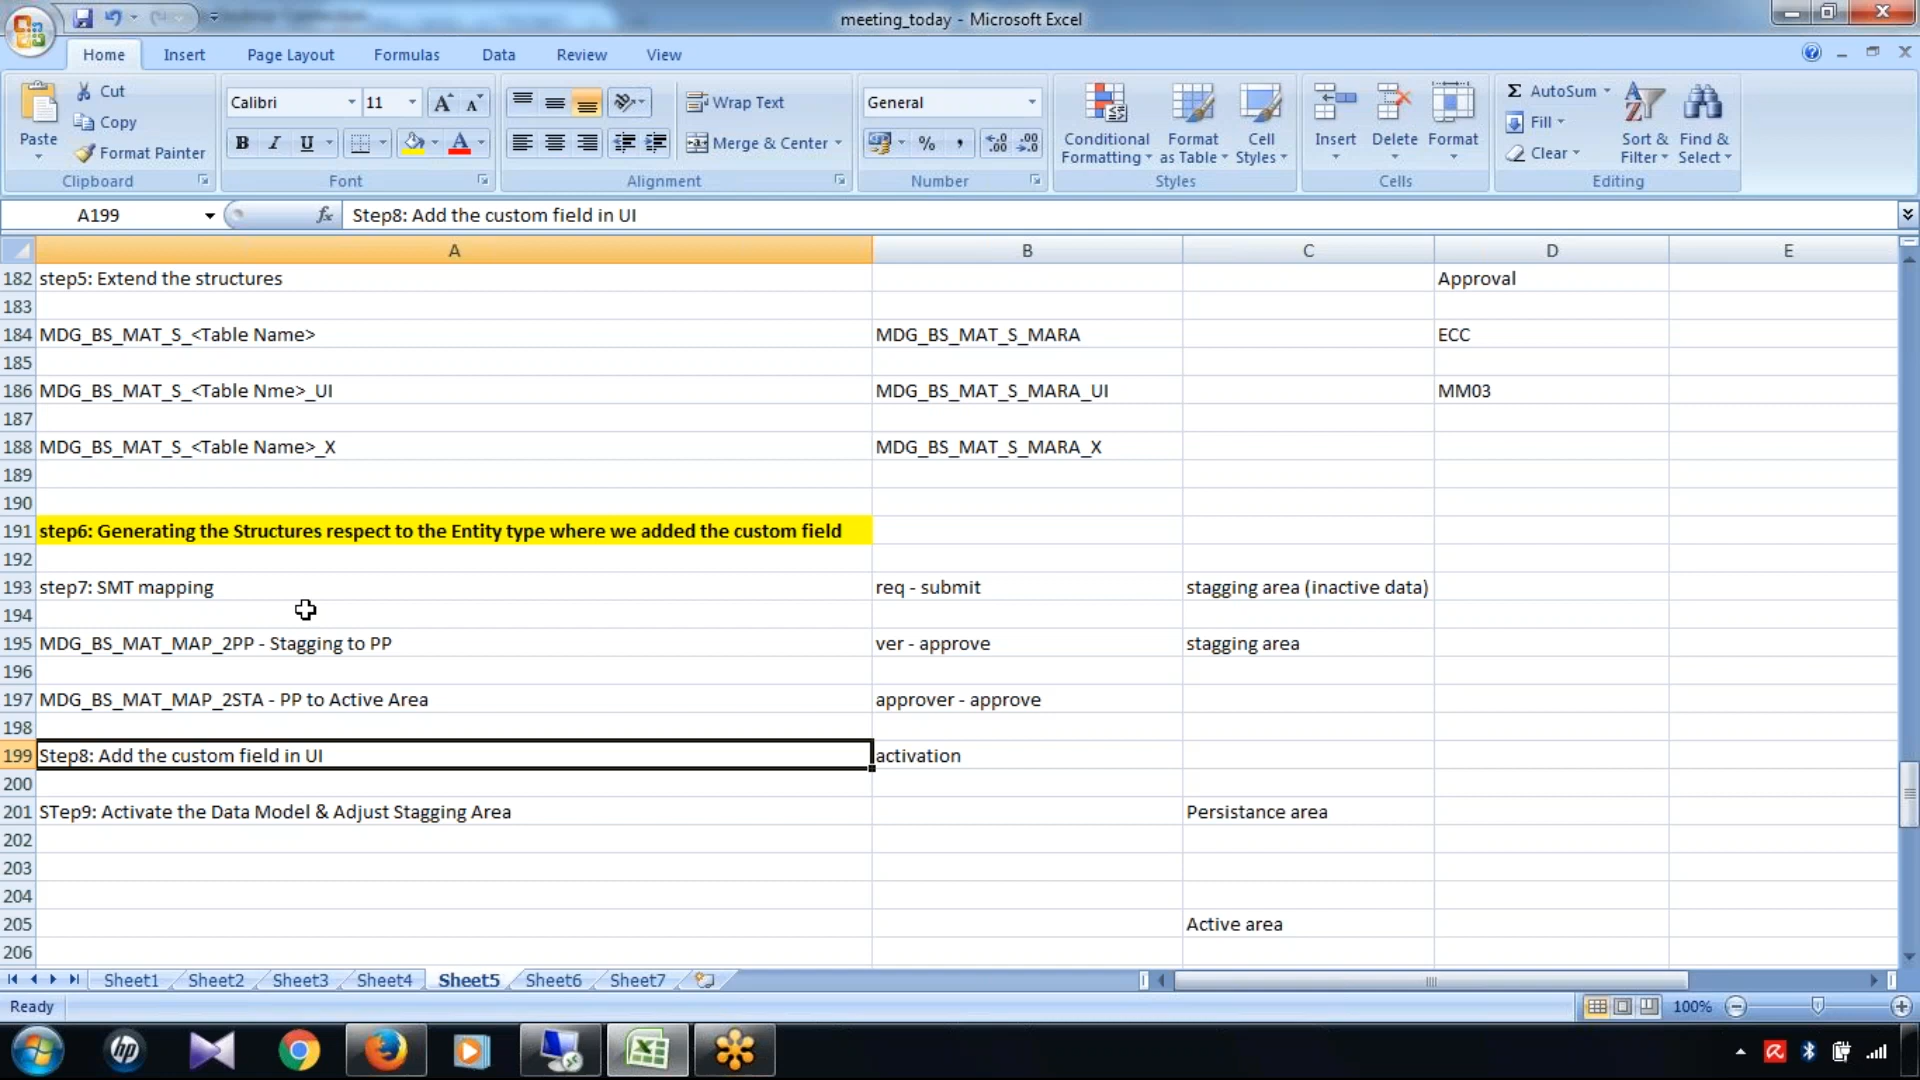 meeting_today - Microsoft Excel
Home Insert Page Layout Formulas Data Review View
Paste
Cut
Copy
Format Painter
Clipboard
Calibri 11
B I U
Font
Wrap Text
Merge & Center
Alignment
General
% ,
Number
Conditional Formatting
Format as Table
Cell Styles
Styles
Insert
Delete
Format
Cells
Σ AutoSum
Fill
Clear
Sort & Filter
Find & Select
Editing
A199 fx Step8: Add the custom field in UI
A B C D E
182 step5: Extend the structures Approval
183
184 MDG_BS_MAT_S_<Table Name> MDG_BS_MAT_S_MARA ECC
185
186 MDG_BS_MAT_S_<Table Nme>_UI MDG_BS_MAT_S_MARA_UI MM03
187
188 MDG_BS_MAT_S_<Table Name>_X MDG_BS_MAT_S_MARA_X
189
190
191 step6: Generating the Structures respect to the Entity type where we added the custom field
192
193 step7: SMT mapping req - submit stagging area (inactive data)
194
195 MDG_BS_MAT_MAP_2PP - Stagging to PP ver - approve stagging area
196
197 MDG_BS_MAT_MAP_2STA - PP to Active Area approver - approve
198
199 Step8: Add the custom field in UI activation
200
201 STep9: Activate the Data Model & Adjust Stagging Area Persistance area
202
203
204
205 Active area
206
Sheet1 Sheet2 Sheet3 Sheet4 Sheet5 Sheet6 Sheet7
Ready 100%
hp